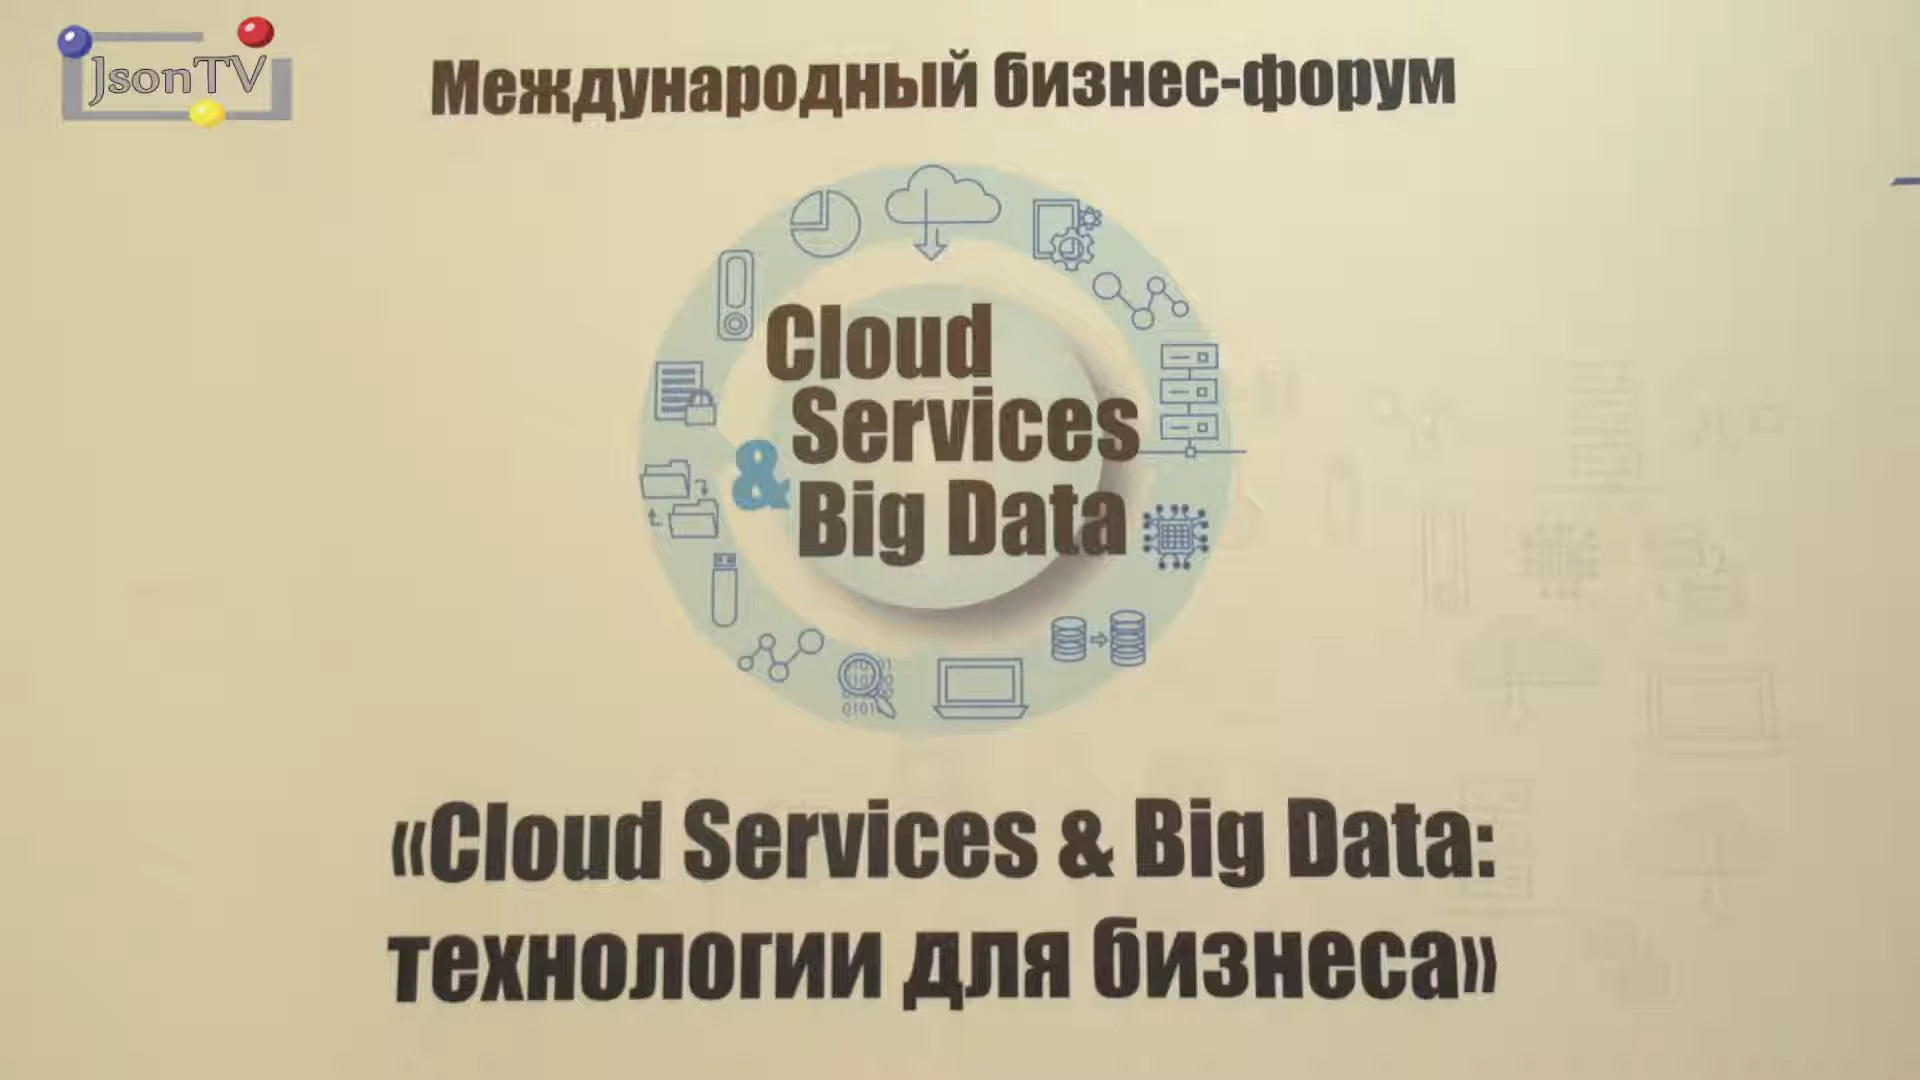 JsonTV
Международный бизнес-форум
Cloud
Services
& Big Data
«Cloud Services & Big Data:
технологии для бизнеса»